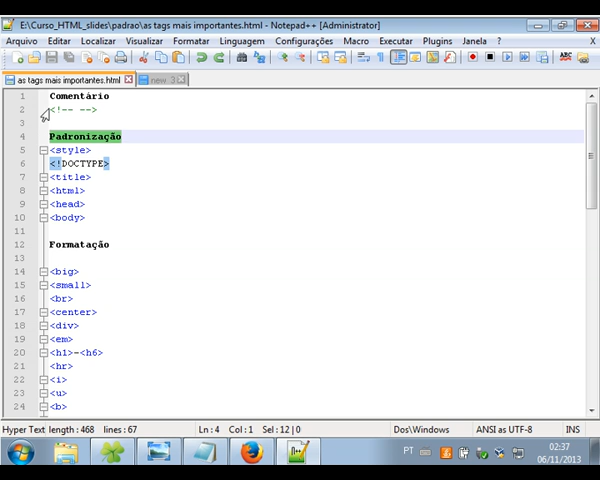 E:\Curso_HTML_slides\padrao\as tags mais importantes.html - Notepad++ [Administrator]
Arquivo Editar Localizar Visualizar Formatar Linguagem Configurações Macro Executar Plugins Janela ? X
as tags mais importantes.html new 3
1 Comentário
2 <!-- -->
3
4 Padronização
5 <style>
6 <!DOCTYPE>
7 <title>
8 <html>
9 <head>
10 <body>
11
12 Formatação
13
14 <big>
15 <small>
16 <br>
17 <center>
18 <div>
19 <em>
20 <h1>-<h6>
21 <hr>
22 <i>
23 <u>
24 <b>
Hyper Text length : 468 lines : 67 Ln : 4 Col : 1 Sel : 12 | 0 Dos\Windows ANSI as UTF-8 INS
PT 02:37
06/11/2013